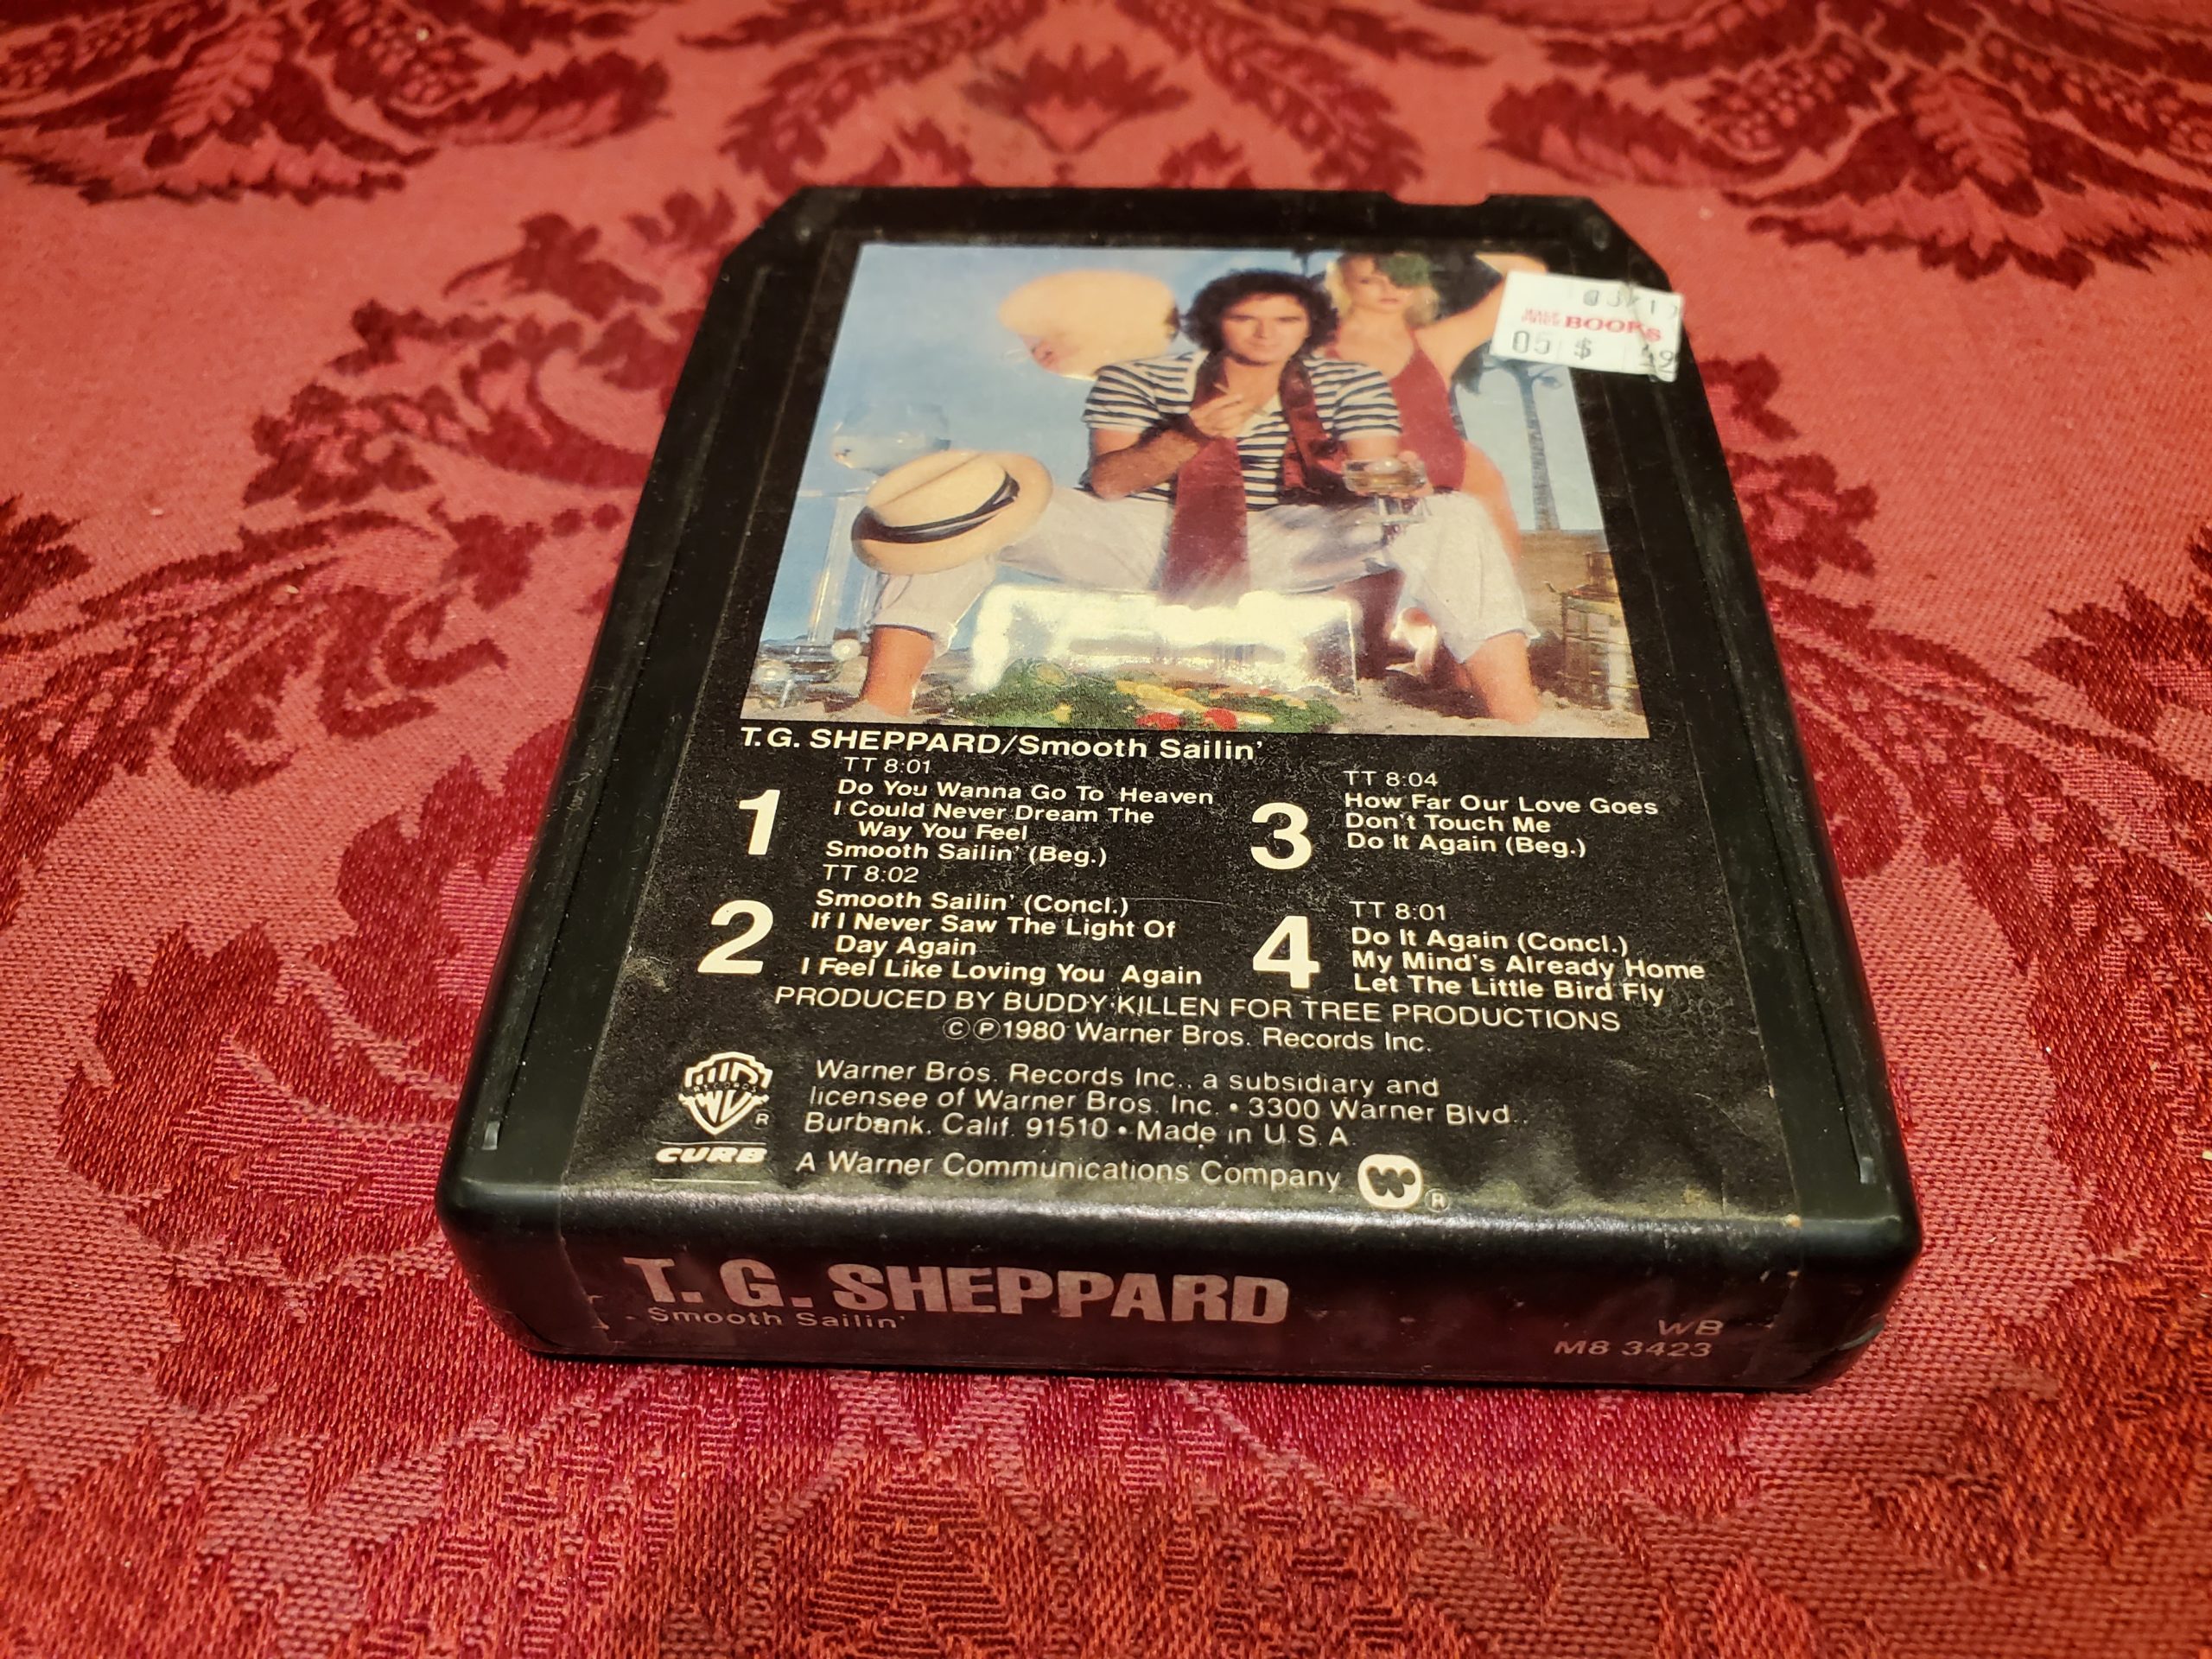 HALF PRICE BOOKS
05 $
T.G. SHEPPARD/Smooth Sailin'
1
TT 8:01
Do You Wanna Go To Heaven
I Could Never Dream The
Way You Feel
Smooth Sailin' (Beg.)
2
TT 8:02
Smooth Sailin' (Concl.)
If I Never Saw The Light Of
Day Again
I Feel Like Loving You Again
3
TT 8:04
How Far Our Love Goes
Don't Touch Me
Do It Again (Beg.)
4
TT 8:01
Do It Again (Concl.)
My Mind's Already Home
Let The Little Bird Fly
PRODUCED BY BUDDY KILLEN FOR TREE PRODUCTIONS
©℗1980 Warner Bros. Records Inc.
RECORDS
®
CURB
Warner Bros. Records Inc., a subsidiary and
licensee of Warner Bros. Inc. • 3300 Warner Blvd.,
Burbank, Calif. 91510 • Made in U.S.A.
A Warner Communications Company ®
T. G. SHEPPARD
Smooth Sailin'
WB
M8 3423